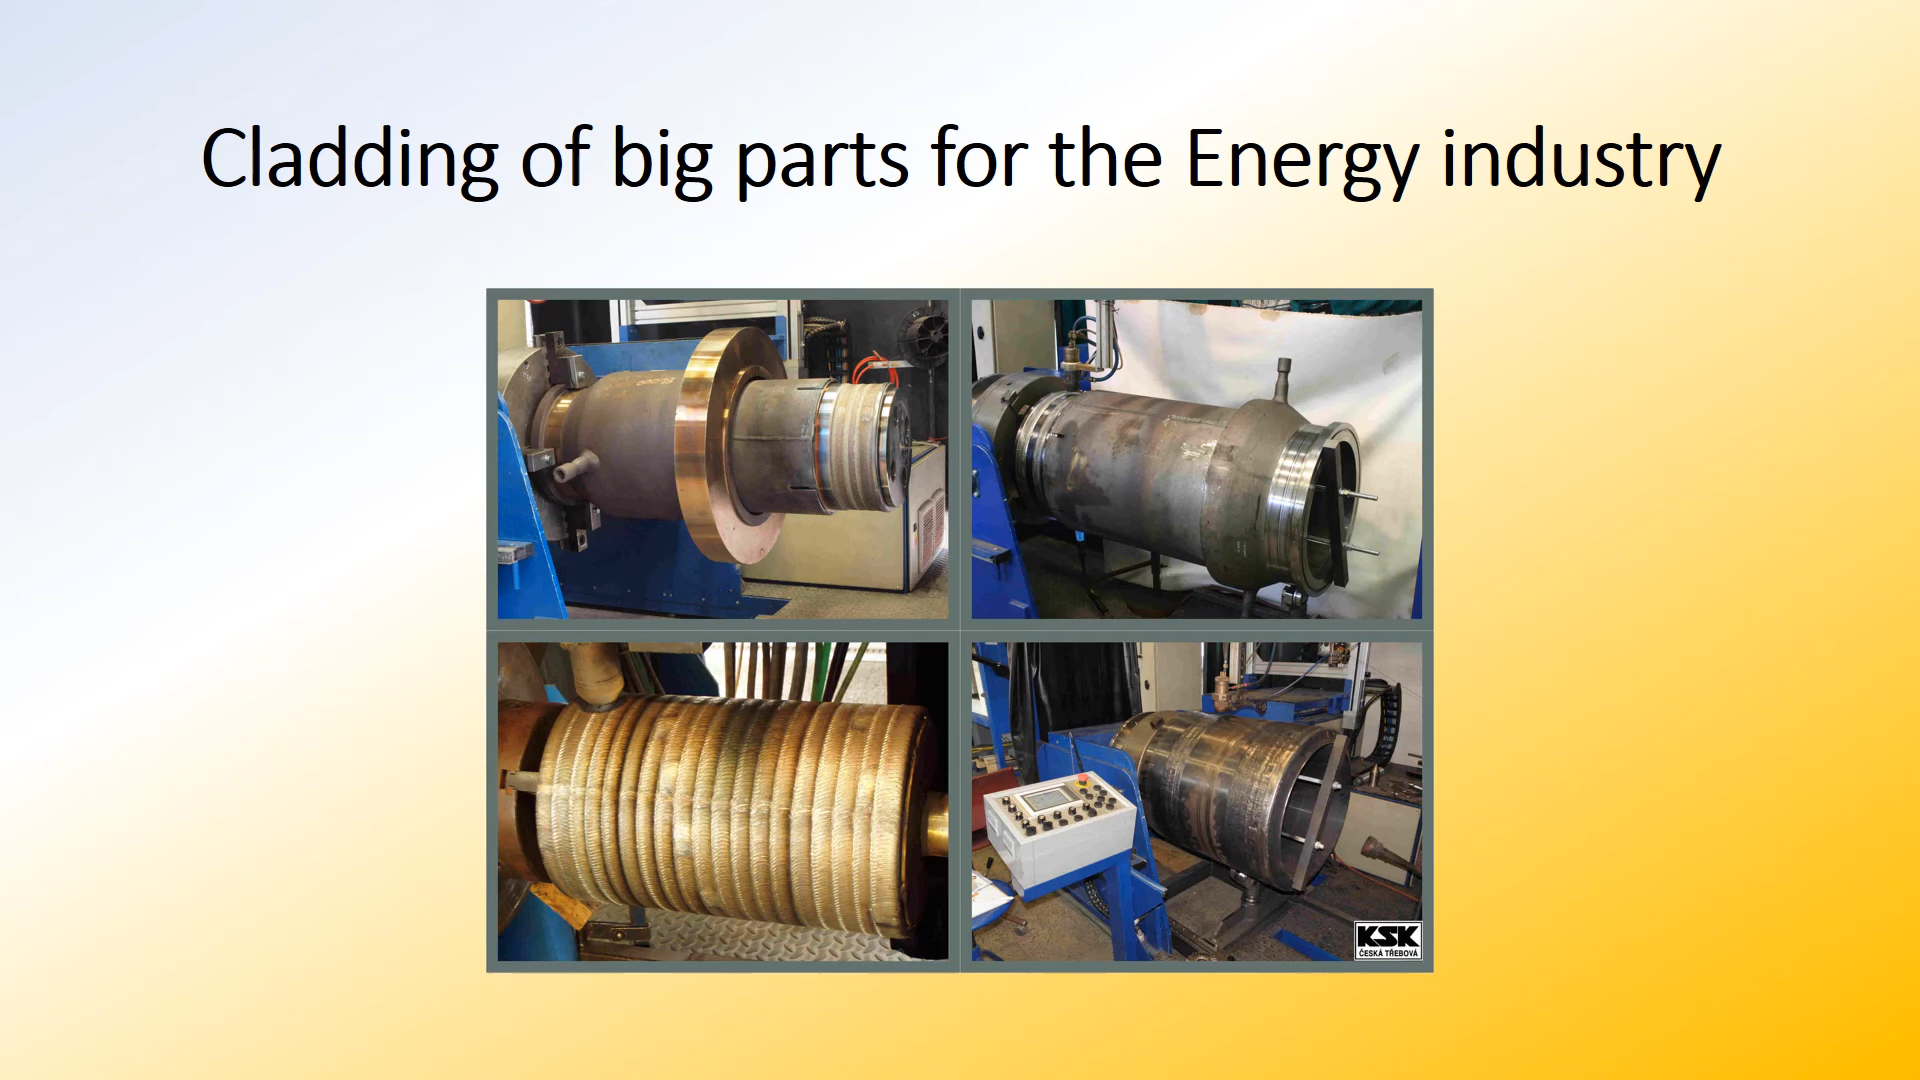 Cladding of big parts for the Energy industry
KSK
ČESKÁ TŘEBOVÁ